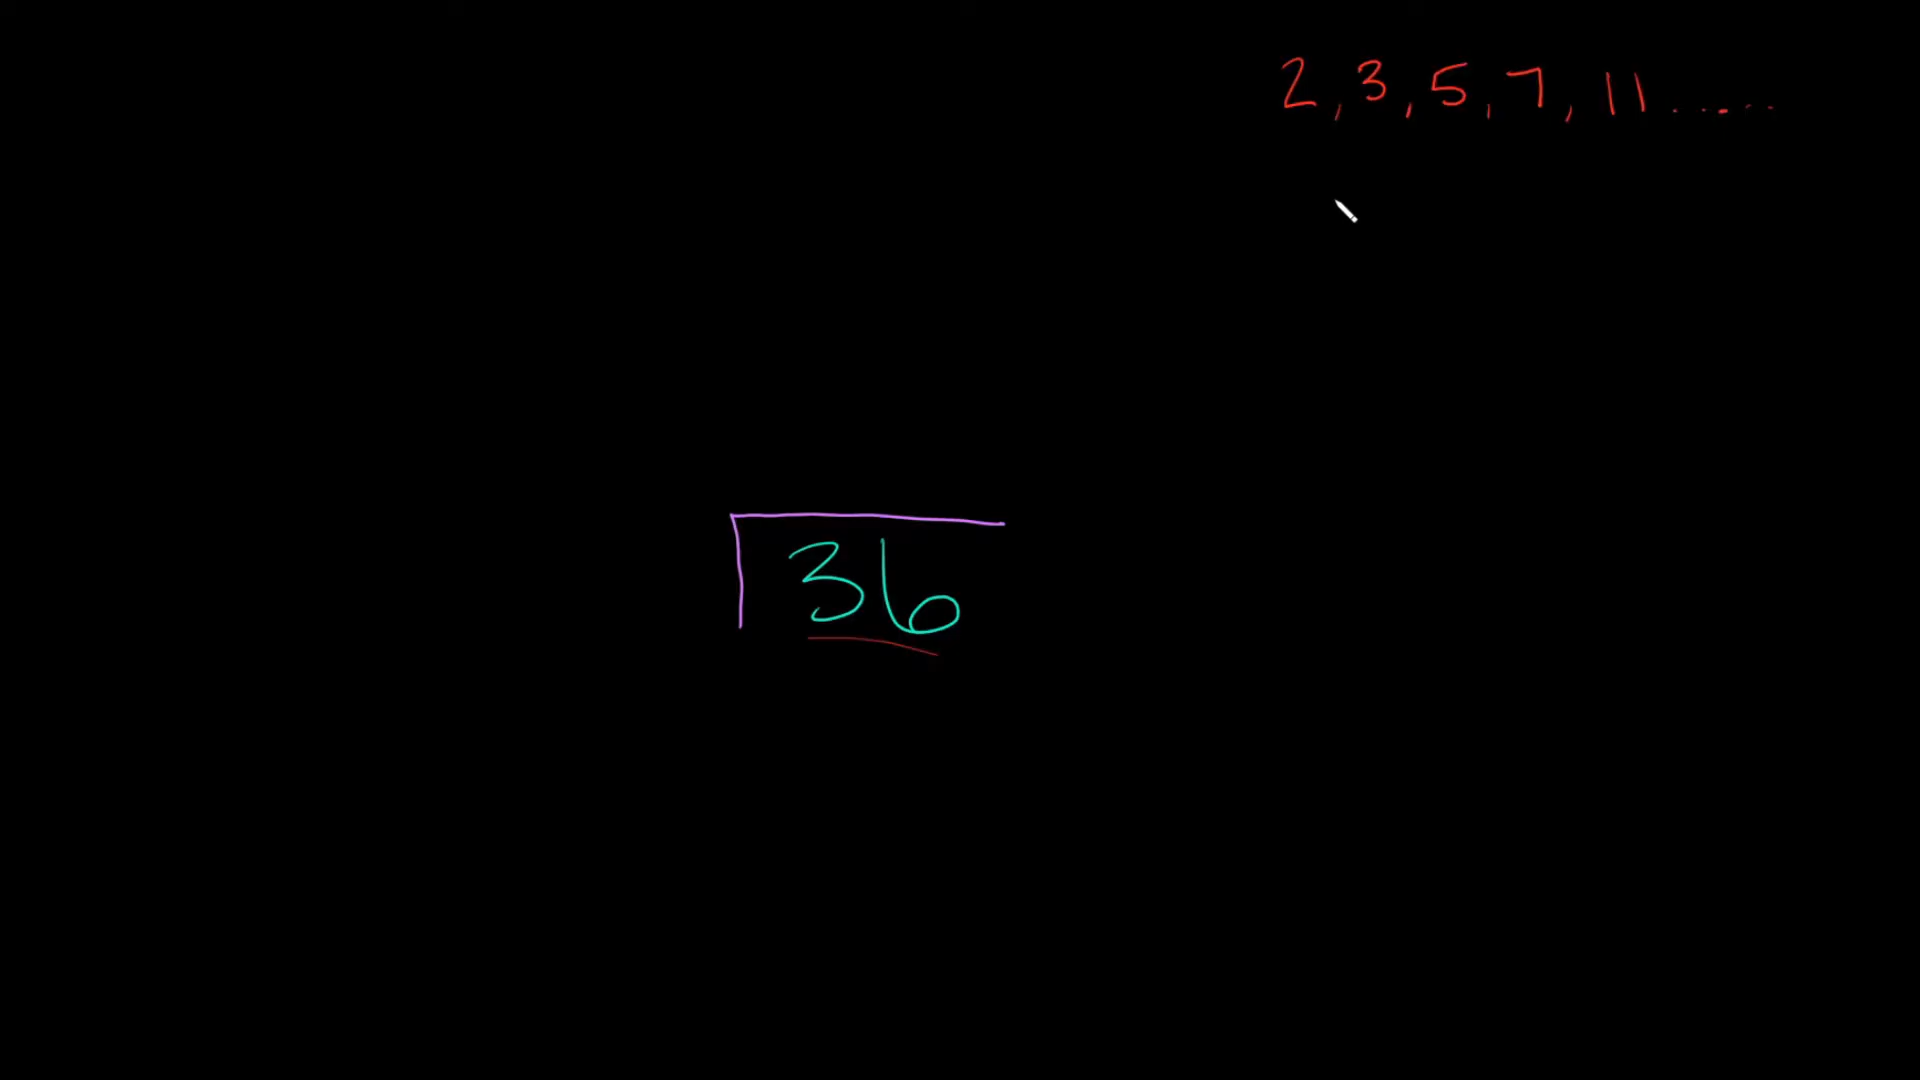 2, 3, 5, 7, 11......
36